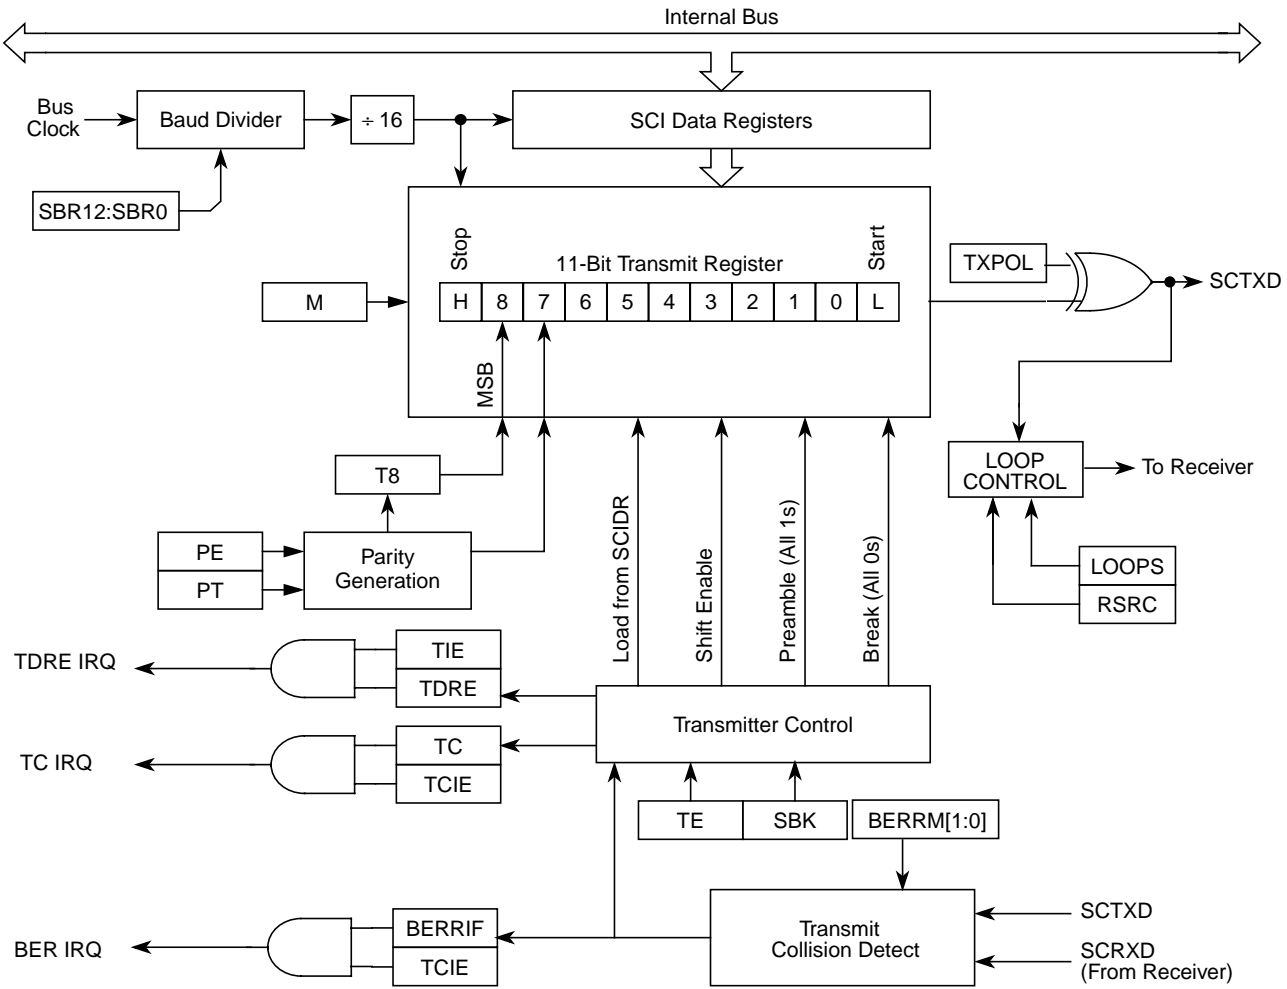 Internal Bus
Bus
Clock
Baud Divider
÷ 16
SCI Data Registers
SBR12:SBR0
Stop
11-Bit Transmit Register
Start
TXPOL
SCTXD
M
H 8 7 6 5 4 3 2 1 0 L
MSB
T8
LOOP
CONTROL
To Receiver
PE
PT
Parity
Generation
Load from SCIDR
Shift Enable
Preamble (All 1s)
Break (All 0s)
LOOPS
RSRC
TDRE IRQ
TIE
TDRE
Transmitter Control
TC IRQ
TC
TCIE
TE
SBK
BERRM[1:0]
BER IRQ
BERRIF
TCIE
Transmit
Collision Detect
SCTXD
SCRXD
(From Receiver)